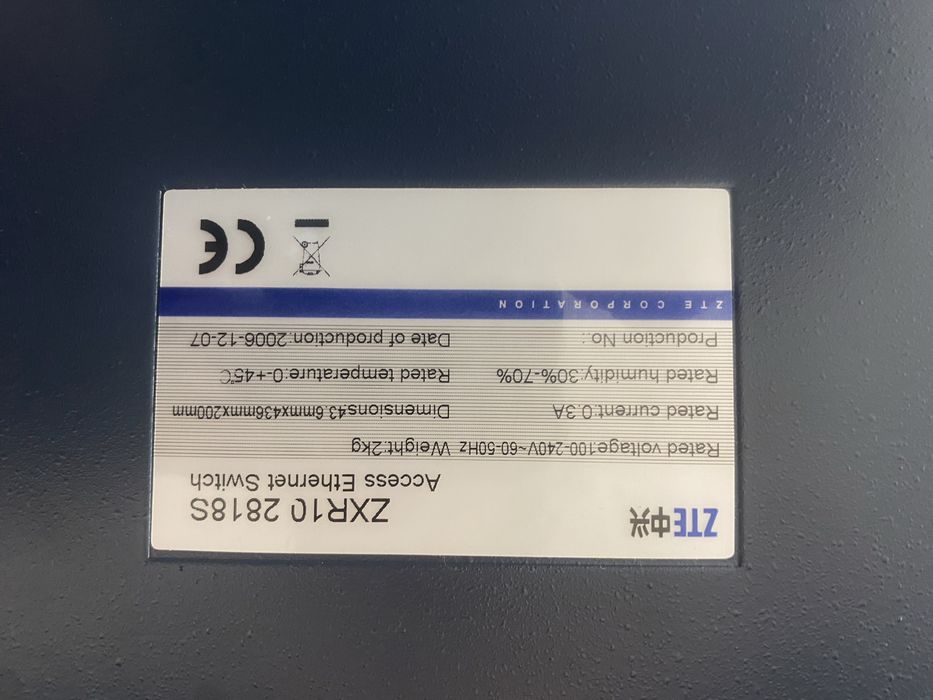 ZTE中兴
ZXR10 2818S
Access Ethernet Switch
Rated voltage:100-240V~60-50Hz Weight:2kg
Rated current:0.3A Dimensions:43.6mmx436mmx200mm
Rated humidity:30%-70% Rated temperature:0-+45℃
Production No.: Date of production:2006-12-07
ZTE CORPORATION
CE